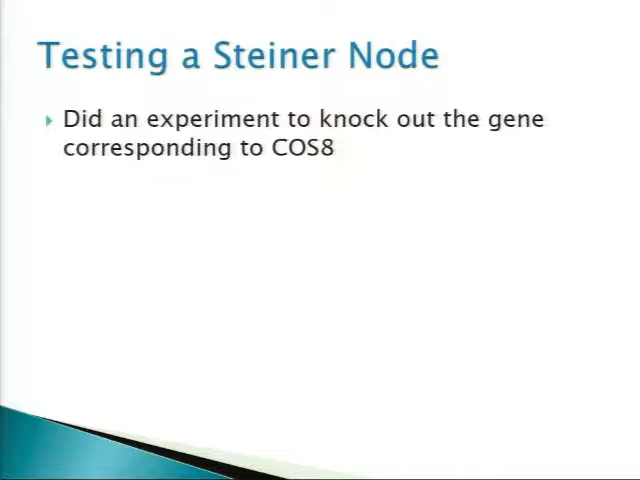 Testing a Steiner Node
Did an experiment to knock out the gene
corresponding to COS8